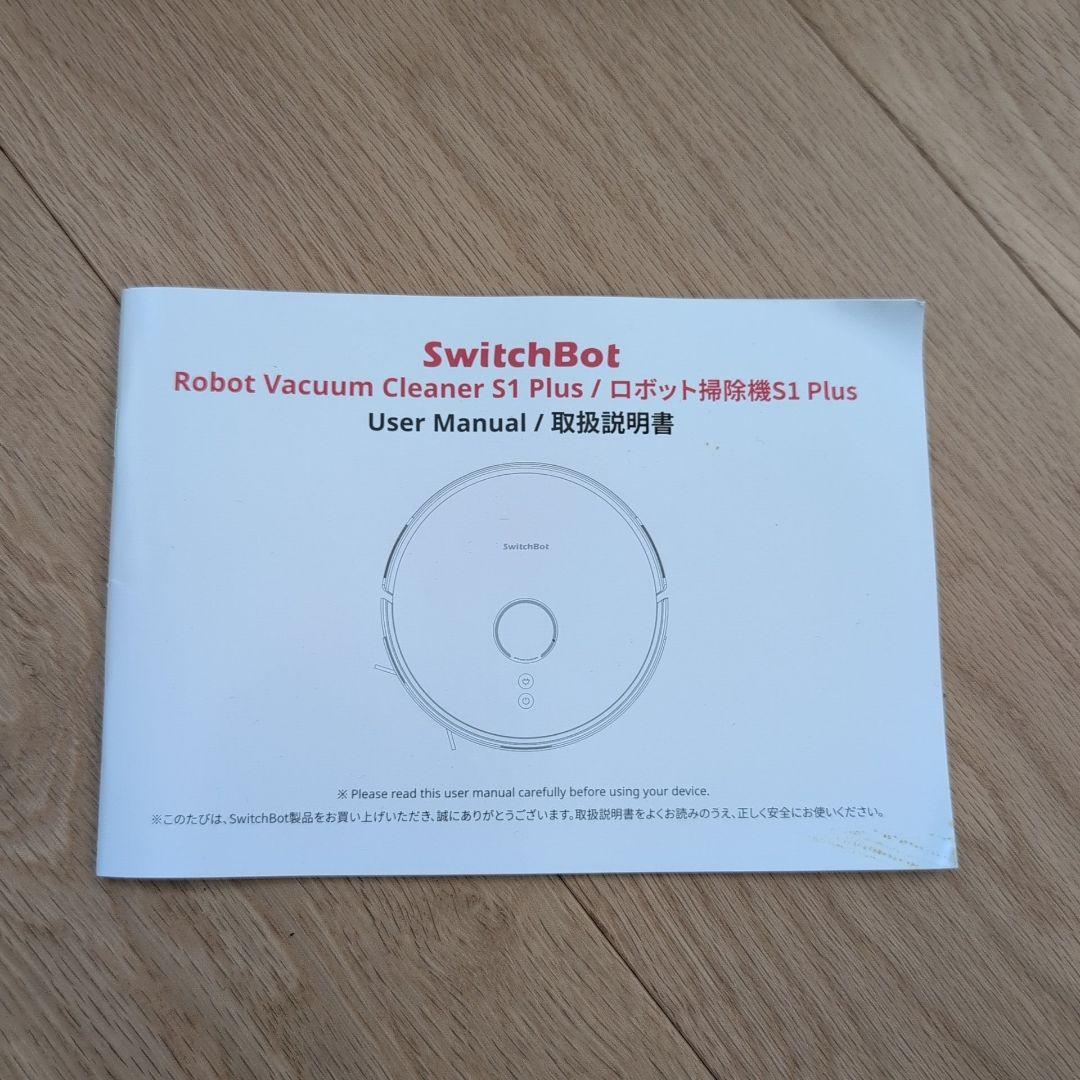 SwitchBot
Robot Vacuum Cleaner S1 Plus / ロボット掃除機S1 Plus
User Manual / 取扱説明書
SwitchBot
※ Please read this user manual carefully before using your device.
※このたびは、SwitchBot製品をお買い上げいただき、誠にありがとうございます。取扱説明書をよくお読みのうえ、正しく安全にお使いください。